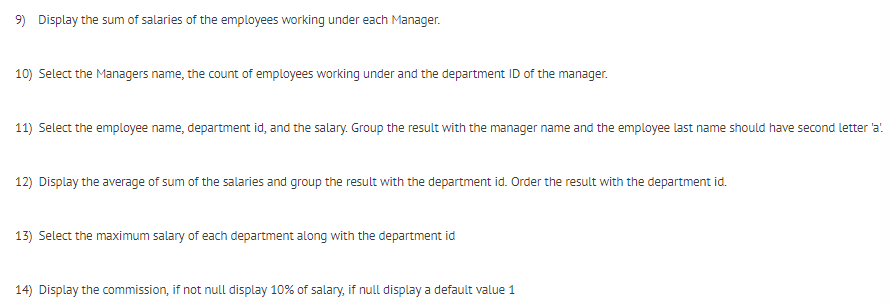 9) Display the sum of salaries of the employees working under each Manager.
10) Select the Managers name, the count of employees working under and the department ID of the manager.
11) Select the employee name, department id, and the salary. Group the result with the manager name and the employee last name should have second letter 'a'.
12) Display the average of sum of the salaries and group the result with the department id. Order the result with the department id.
13) Select the maximum salary of each department along with the department id
14) Display the commission, if not null display 10% of salary, if null display a default value 1